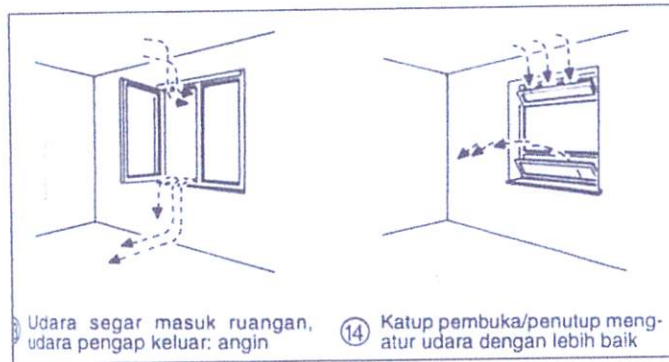 Udara segar masuk ruangan,
udara pengap keluar: angin
14 Katup pembuka/penutup meng-
atur udara dengan lebih baik